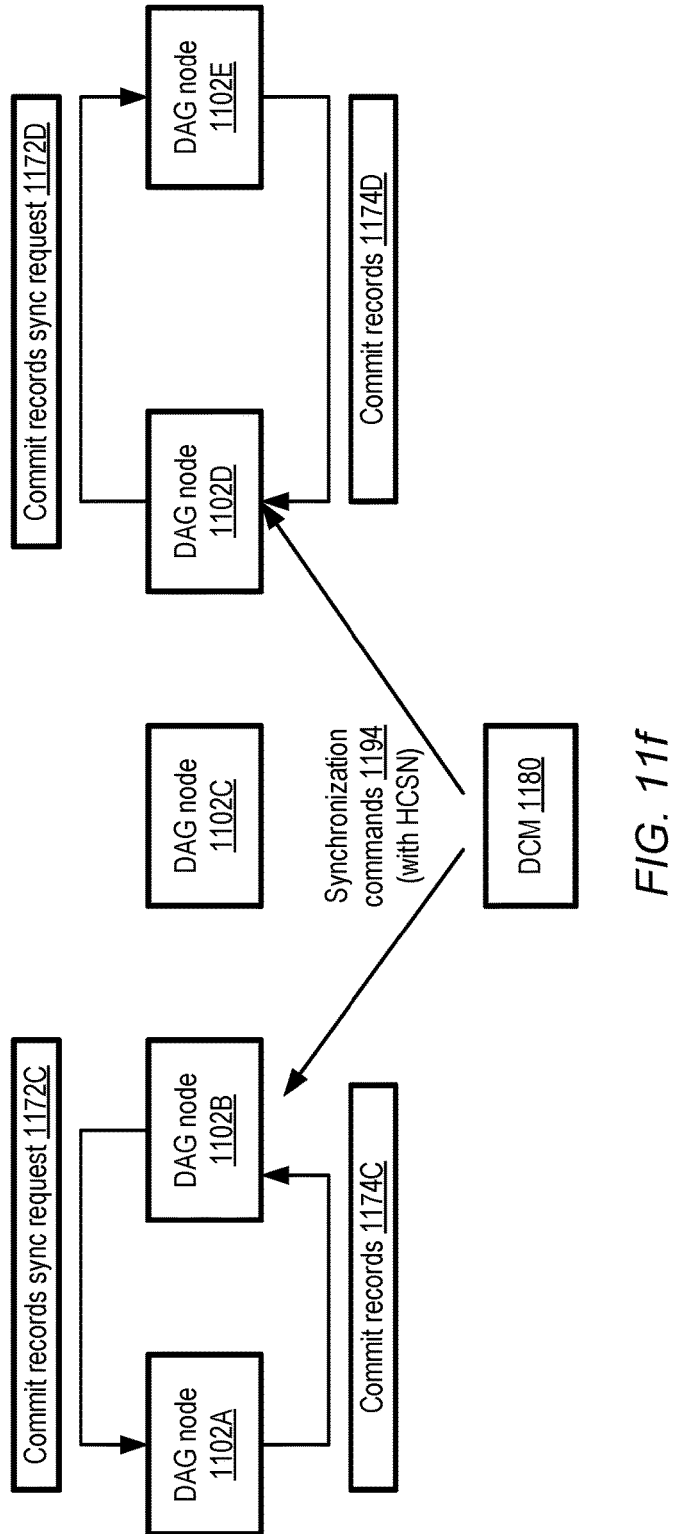 Commit records sync request 1172C
Commit records sync request 1172D
DAG node
1102A
DAG node
1102B
DAG node
1102C
DAG node
1102D
DAG node
1102E
Commit records 1174C
Synchronization
commands 1194
(with HCSN)
Commit records 1174D
DCM 1180
FIG. 11f